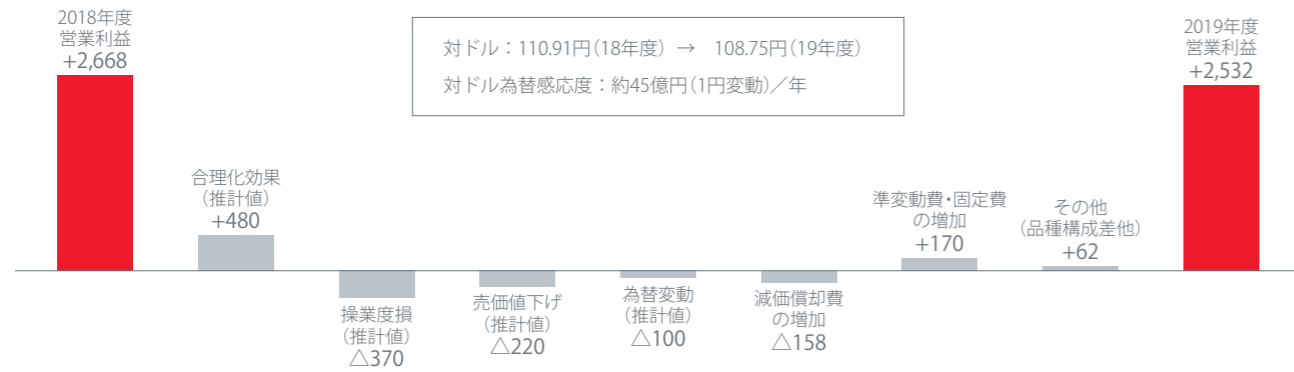 2018年度
営業利益
+2,668
対ドル：110.91円（18年度） → 108.75円（19年度）
対ドル為替感応度：約45億円（1円変動）／年
2019年度
営業利益
+2,532
合理化効果
（推計値）
+480
操業度損
（推計値）
△370
売価値下げ
（推計値）
△220
為替変動
（推計値）
△100
減価償却費
の増加
△158
準変動費・固定費
の増加
+170
その他
（品種構成差他）
+62